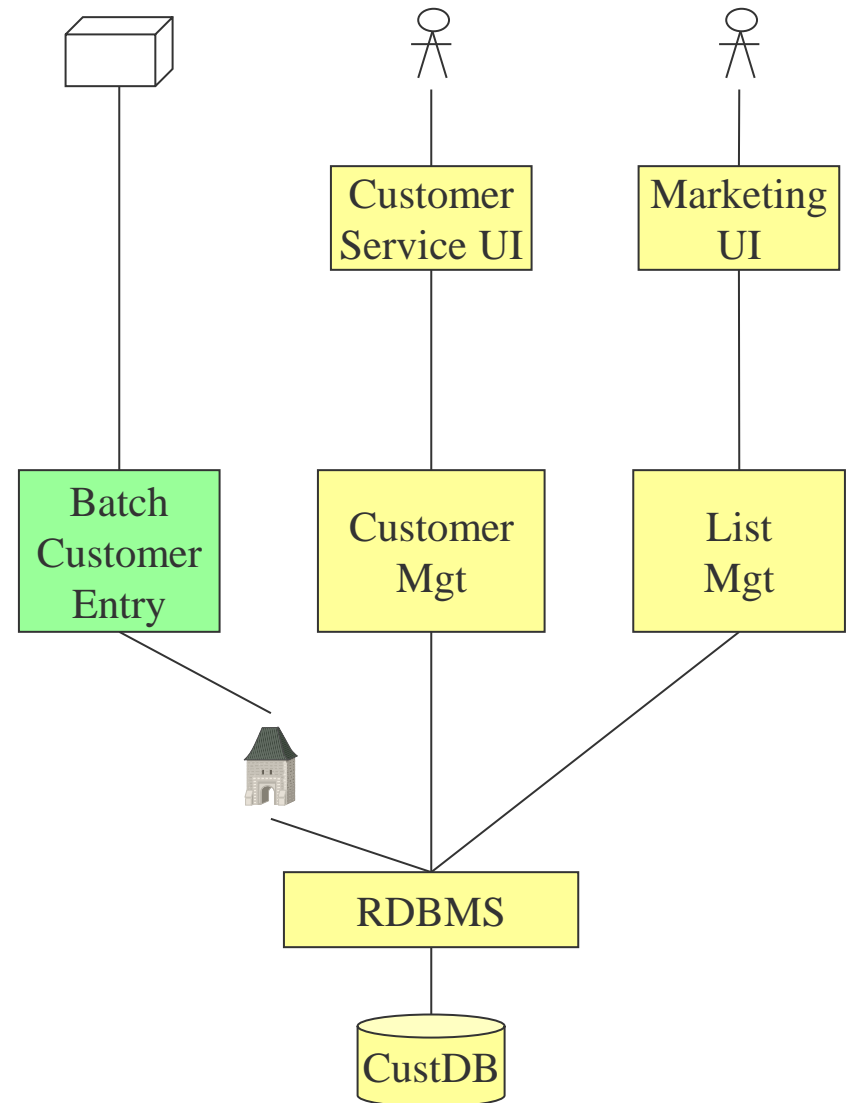 Customer
Service UI
Marketing
UI
Batch
Customer
Entry
Customer
Mgt
List
Mgt
RDBMS
CustDB